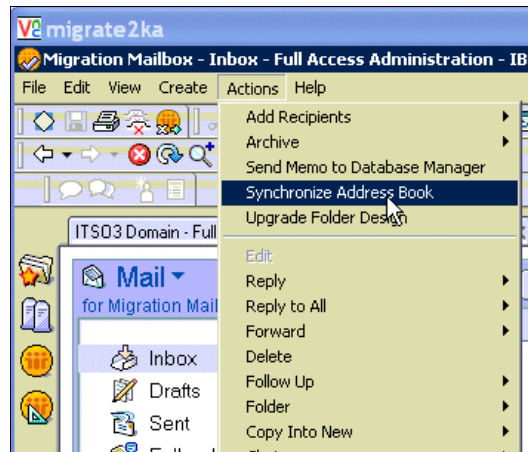 V2 migrate2ka
Migration Mailbox - Inbox - Full Access Administration - IB
File Edit View Create Actions Help
Add Recipients
Archive
Send Memo to Database Manager
Synchronize Address Book
Upgrade Folder Design
ITSO3 Domain - Full
Edit
Mail
Reply
for Migration Mail
Reply to All
Forward
Inbox
Delete
Drafts
Follow Up
Folder
Sent
Copy Into New